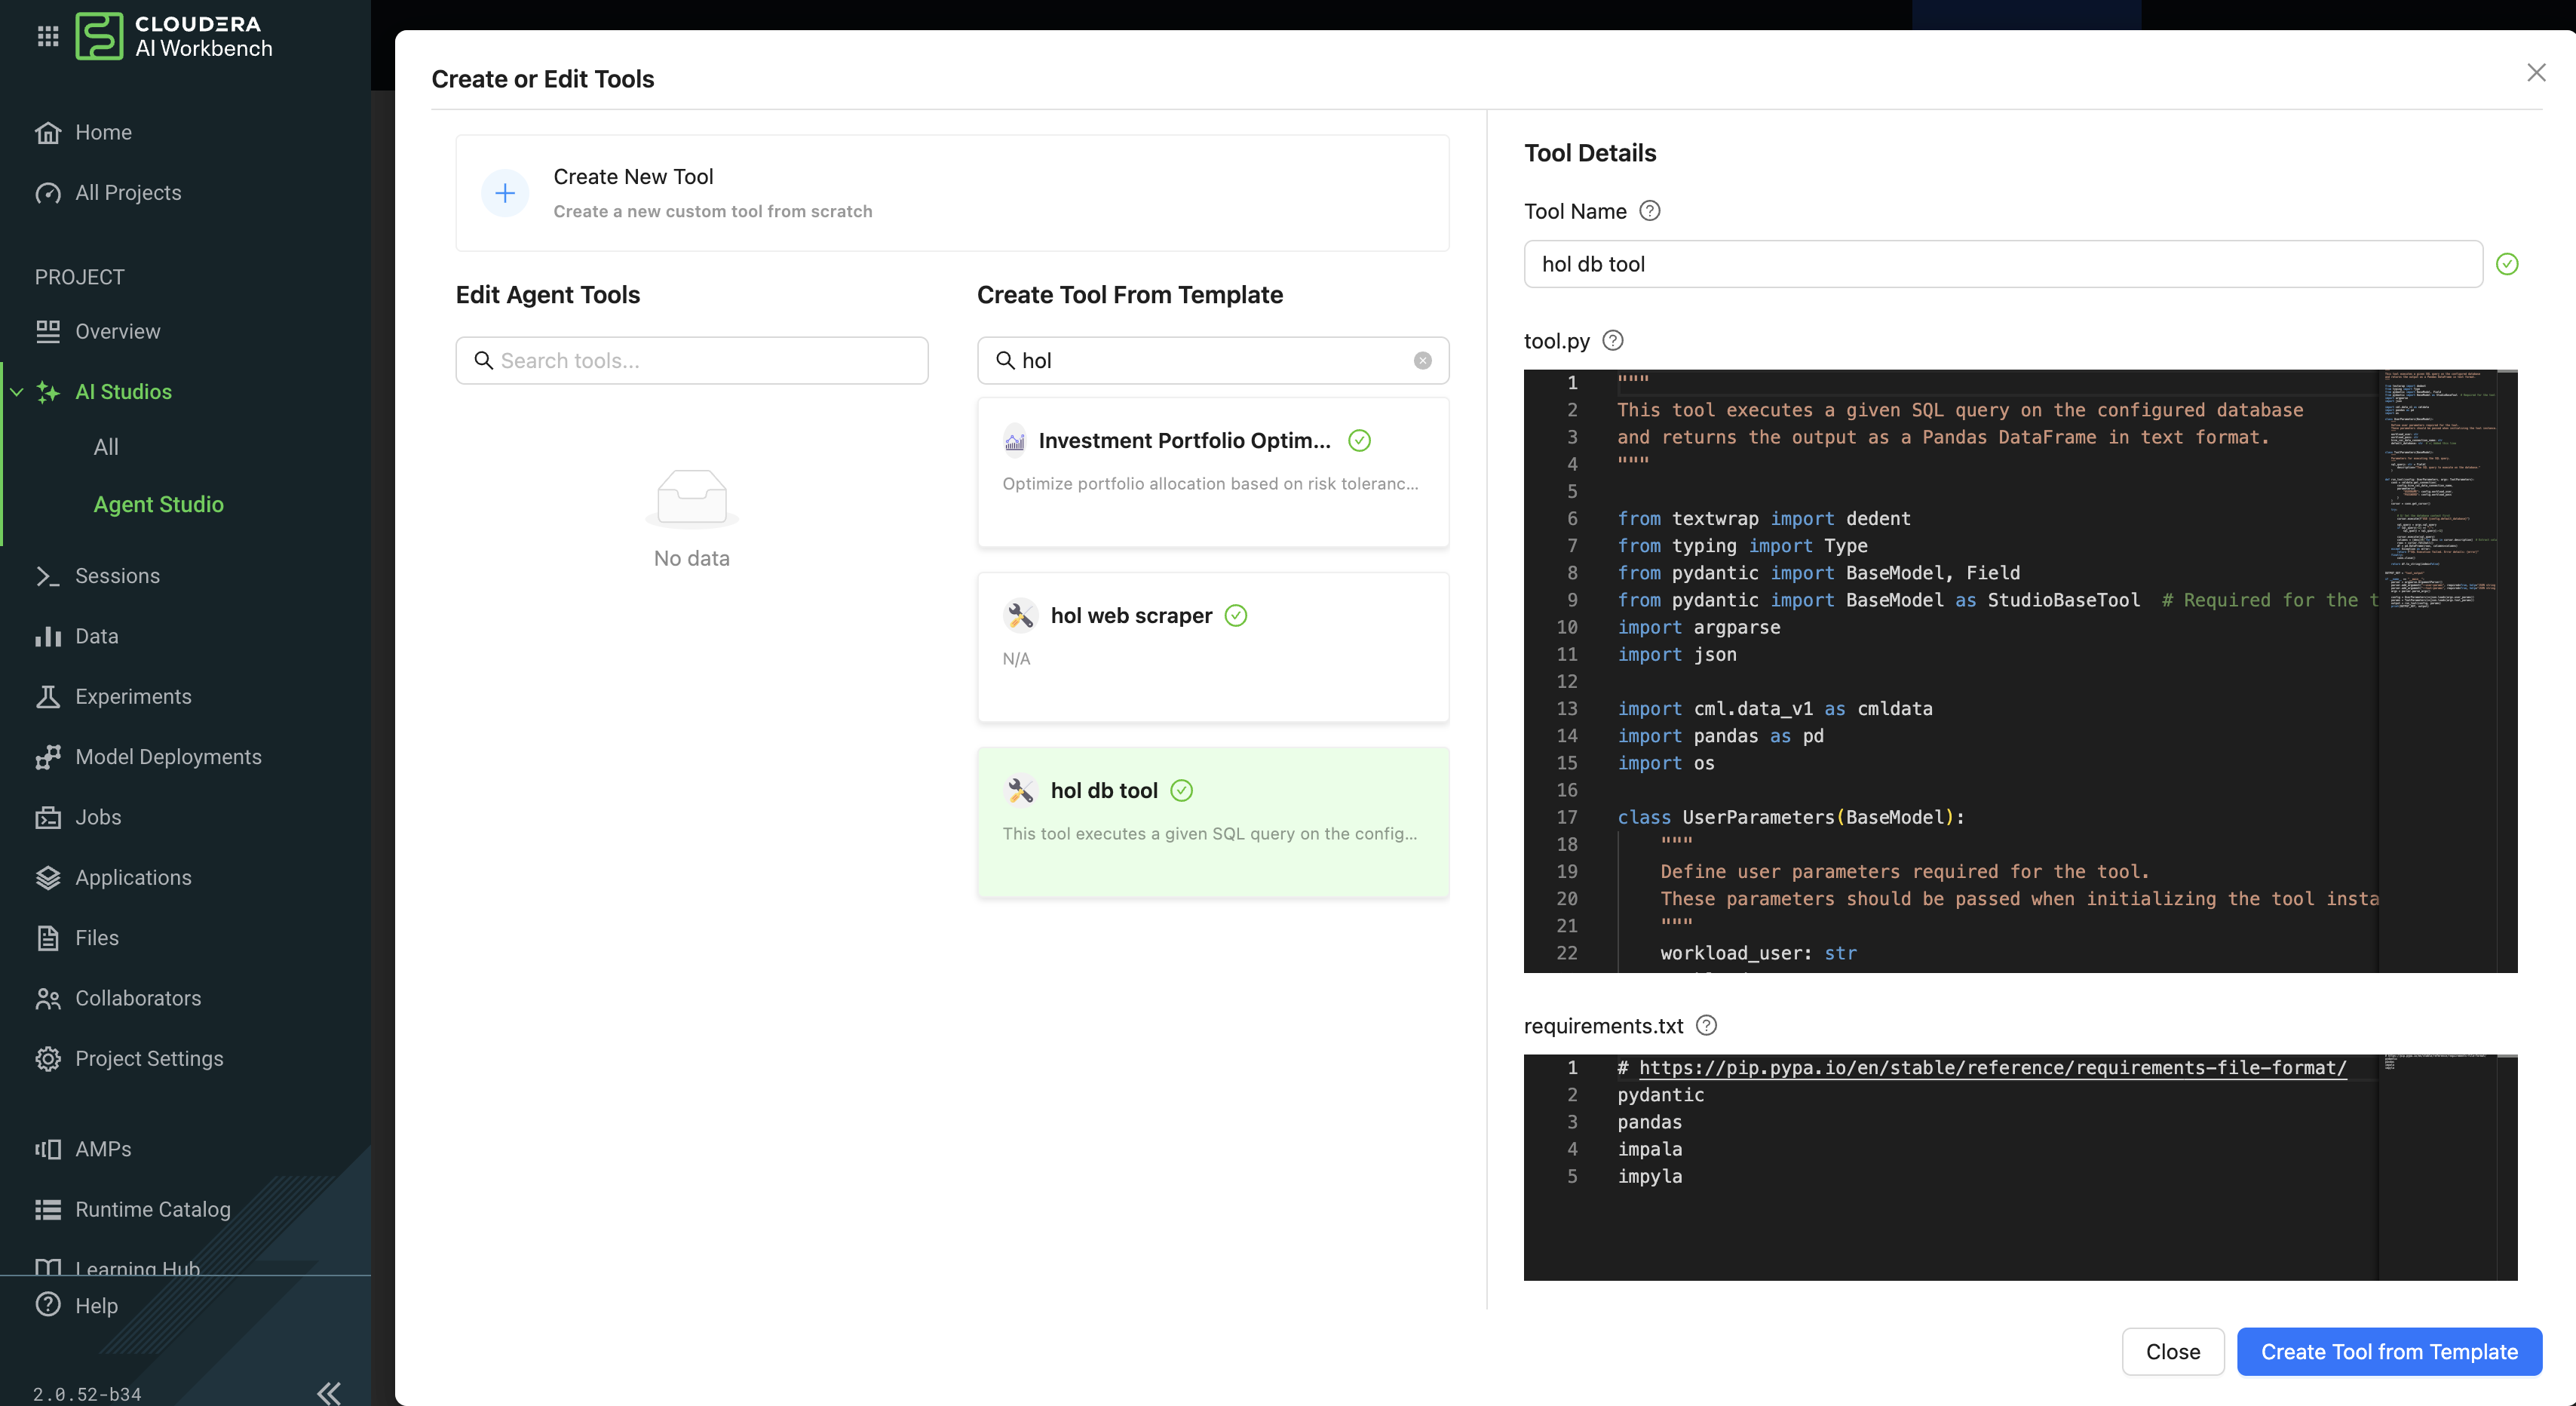 CLOUDERA
AI Workbench
Home
All Projects
PROJECT
Overview
AI Studios
All
Agent Studio
Sessions
Data
Experiments
Model Deployments
Jobs
Applications
Files
Collaborators
Project Settings
AMPs
Runtime Catalog
Learning Hub
Help
2.0.52-b34
Create or Edit Tools
Create New Tool
Create a new custom tool from scratch
Edit Agent Tools
Search tools...
No data
Create Tool From Template
hol
Investment Portfolio Optim...
Optimize portfolio allocation based on risk toleranc...
hol web scraper
N/A
hol db tool
This tool executes a given SQL query on the config...
Tool Details
Tool Name
hol db tool
tool.py
1 """
2 This tool executes a given SQL query on the configured database
3 and returns the output as a Pandas DataFrame in text format.
4 """
5
6 from textwrap import dedent
7 from typing import Type
8 from pydantic import BaseModel, Field
9 from pydantic import BaseModel as StudioBaseTool  # Required for the t
10 import argparse
11 import json
12
13 import cml.data_v1 as cmldata
14 import pandas as pd
15 import os
16
17 class UserParameters(BaseModel):
18 """
19 Define user parameters required for the tool.
20 These parameters should be passed when initializing the tool insta
21 """
22 workload_user: str
requirements.txt
1 # https://pip.pypa.io/en/stable/reference/requirements-file-format/
2 pydantic
3 pandas
4 impala
5 impyla
Close
Create Tool from Template